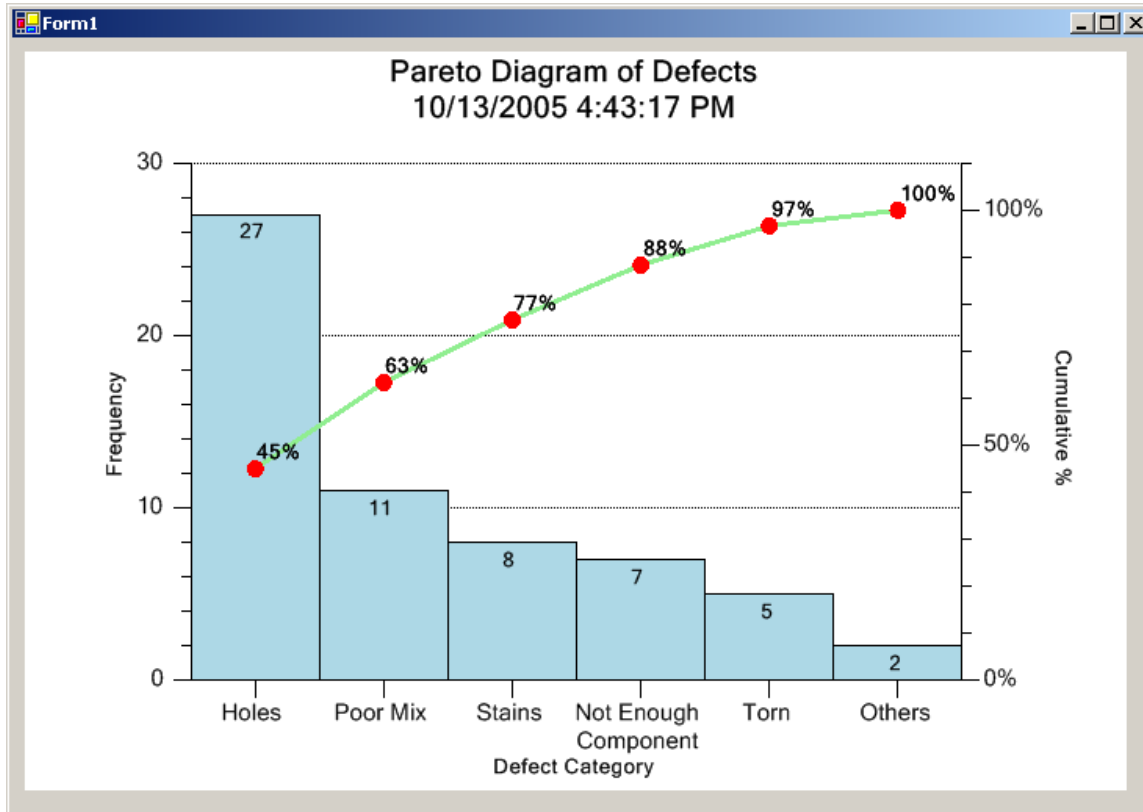 Form1
Pareto Diagram of Defects
10/13/2005 4:43:17 PM
30
20
10
0
Frequency
27
11
8
7
5
2
45%
63%
77%
88%
97%
100%
100%
50%
0%
Cumulative %
Holes
Poor Mix
Stains
Not Enough
Component
Torn
Others
Defect Category